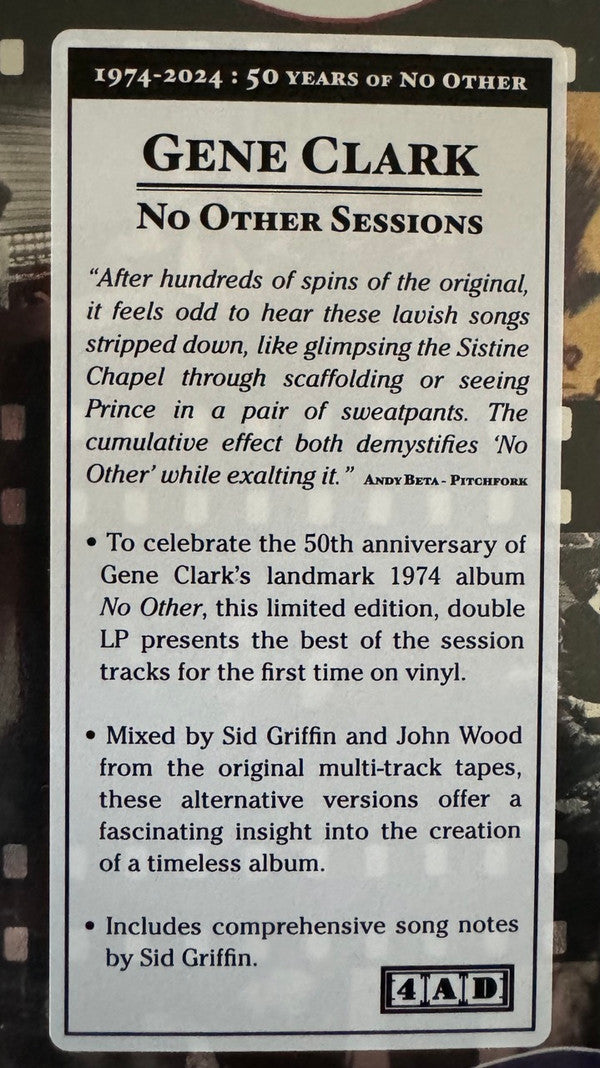 1974-2024 : 50 YEARS OF NO OTHER
GENE CLARK
NO OTHER SESSIONS
“After hundreds of spins of the original,
it feels odd to hear these lavish songs
stripped down, like glimpsing the Sistine
Chapel through scaffolding or seeing
Prince in a pair of sweatpants. The
cumulative effect both demystifies ‘No
Other’ while exalting it.” ANDY BETA - PITCHFORK
• To celebrate the 50th anniversary of
Gene Clark’s landmark 1974 album
No Other, this limited edition, double
LP presents the best of the session
tracks for the first time on vinyl.
• Mixed by Sid Griffin and John Wood
from the original multi-track tapes,
these alternative versions offer a
fascinating insight into the creation
of a timeless album.
• Includes comprehensive song notes
by Sid Griffin.
4AD